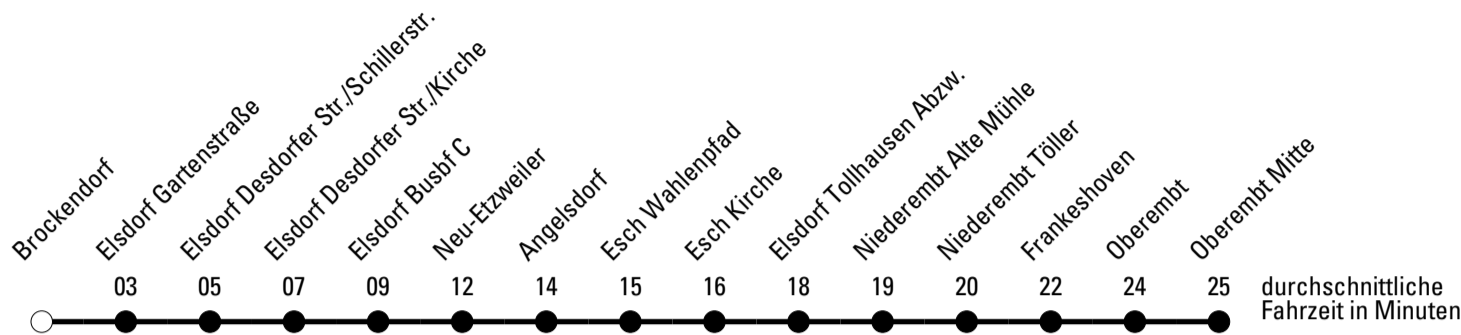 Brockendorf
Elsdorf Gartenstraße
Elsdorf Desdorfer Str./Schillerstr.
Elsdorf Desdorfer Str./Kirche
Elsdorf Busbf C
Neu-Etzweiler
Angelsdorf
Esch Wahlenpfad
Esch Kirche
Elsdorf Tollhausen Abzw.
Niederembt Alte Mühle
Niederembt Töller
Frankeshoven
Oberembt
Oberembt Mitte
03 05 07 09 12 14 15 16 18 19 20 22 24 25 durchschnittliche
Fahrzeit in Minuten